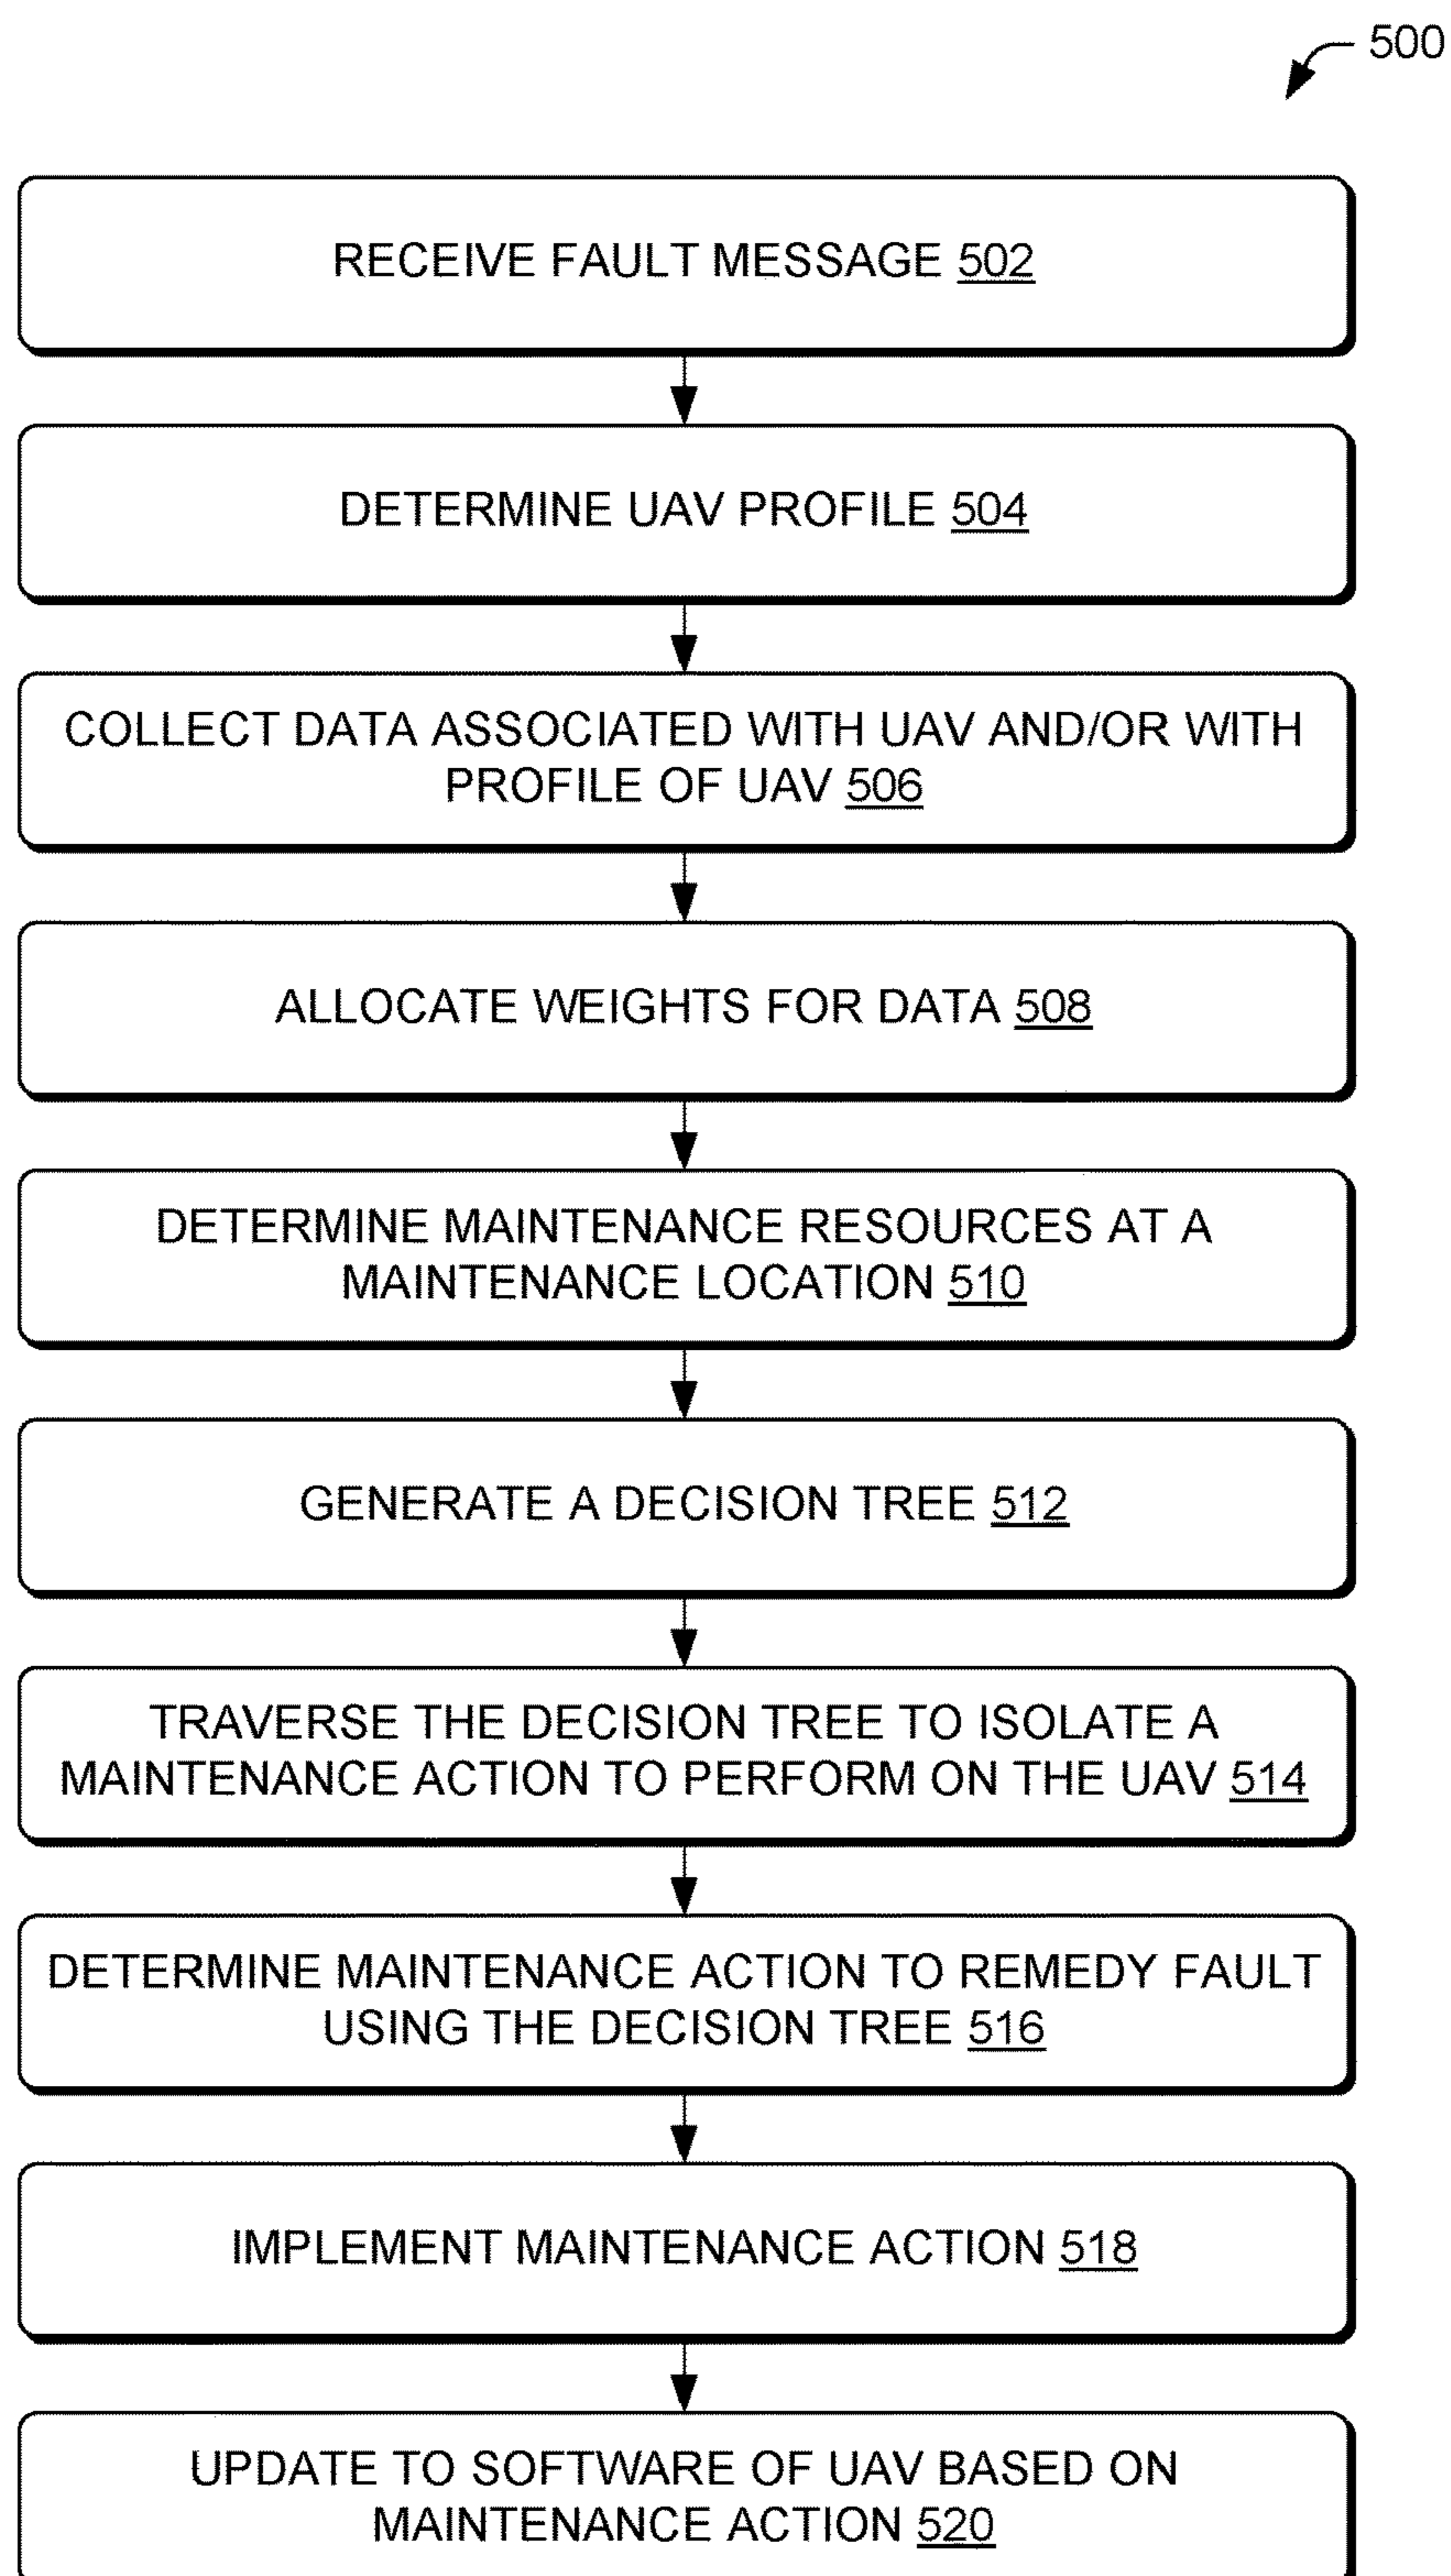 500
RECEIVE FAULT MESSAGE 502
DETERMINE UAV PROFILE 504
COLLECT DATA ASSOCIATED WITH UAV AND/OR WITH
PROFILE OF UAV 506
ALLOCATE WEIGHTS FOR DATA 508
DETERMINE MAINTENANCE RESOURCES AT A
MAINTENANCE LOCATION 510
GENERATE A DECISION TREE 512
TRAVERSE THE DECISION TREE TO ISOLATE A
MAINTENANCE ACTION TO PERFORM ON THE UAV 514
DETERMINE MAINTENANCE ACTION TO REMEDY FAULT
USING THE DECISION TREE 516
IMPLEMENT MAINTENANCE ACTION 518
UPDATE TO SOFTWARE OF UAV BASED ON
MAINTENANCE ACTION 520